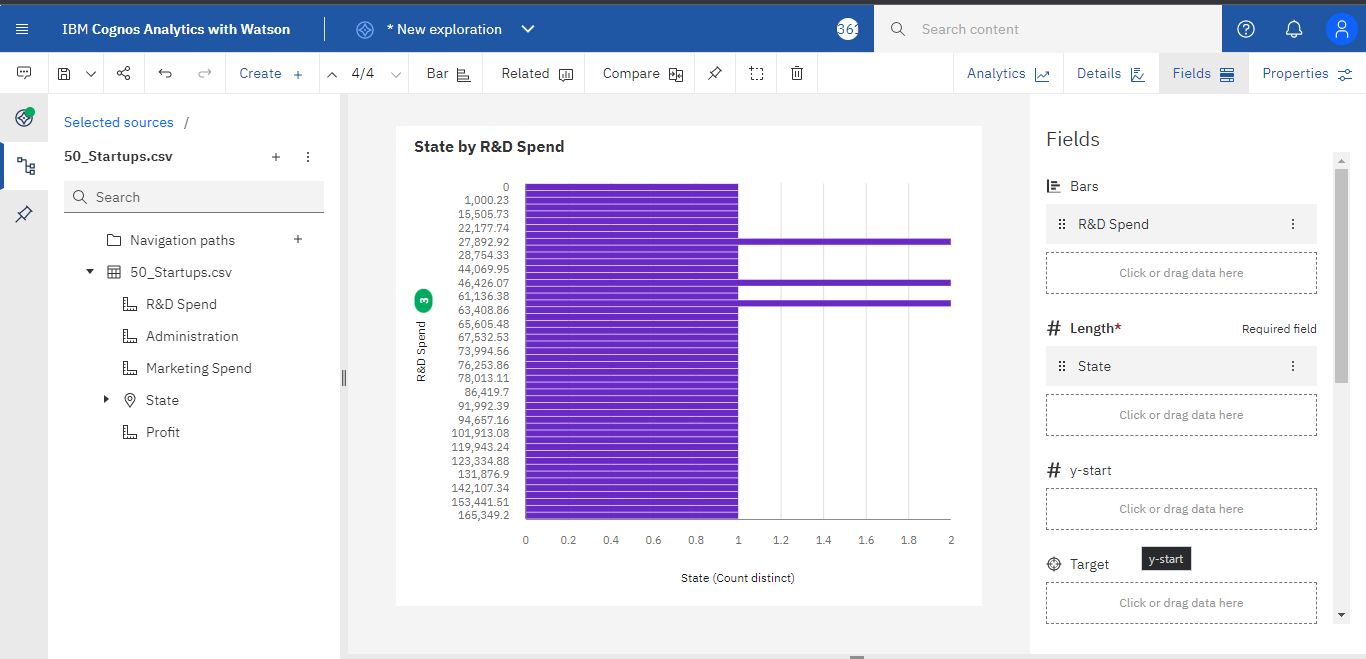 IBM Cognos Analytics with Watson
* New exploration
361
Search content
Create +
4/4
Bar
Related
Compare
Analytics
Details
Fields
Properties
Selected sources /
50_Startups.csv
Search
Navigation paths
50_Startups.csv
R&D Spend
Administration
Marketing Spend
State
Profit
State by R&D Spend
0
1,000.23
15,505.73
22,177.74
27,892.92
28,754.33
44,069.95
46,426.07
61,136.38
63,408.86
65,605.48
67,532.53
73,994.56
76,253.86
78,013.11
86,419.7
91,992.39
94,657.16
101,913.08
119,943.24
123,334.88
131,876.9
142,107.34
153,441.51
165,349.2
R&D Spend
3
0 0.2 0.4 0.6 0.8 1 1.2 1.4 1.6 1.8 2
State (Count distinct)
Fields
Bars
R&D Spend
Click or drag data here
# Length* Required field
State
Click or drag data here
# y-start
Click or drag data here
Target
y-start
Click or drag data here